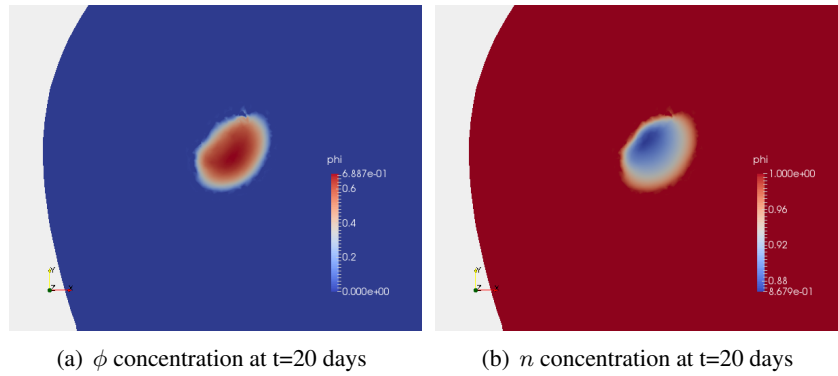 phi
6.887e-01
0.6
0.4
0.2
0.000e+00
Y
Z
X
phi
1.000e+00
0.96
0.92
0.88
8.679e-01
Y
Z
X
(a) ϕ concentration at t=20 days
(b) n concentration at t=20 days